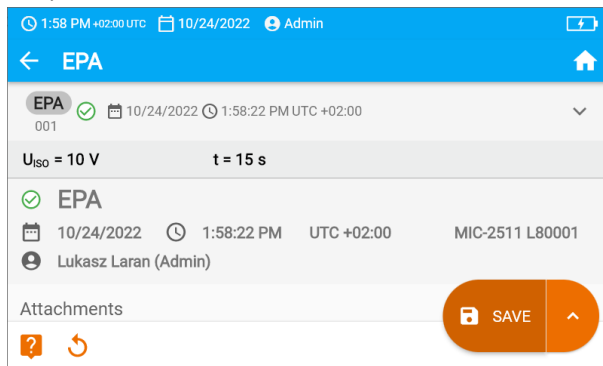 1:58 PM +02:00 UTC 10/24/2022 Admin
EPA
EPA 10/24/2022 1:58:22 PM UTC +02:00
001
UISO = 10 V t = 15 s
EPA
10/24/2022 1:58:22 PM UTC +02:00 MIC-2511 L80001
Lukasz Laran (Admin)
Attachments
SAVE
?